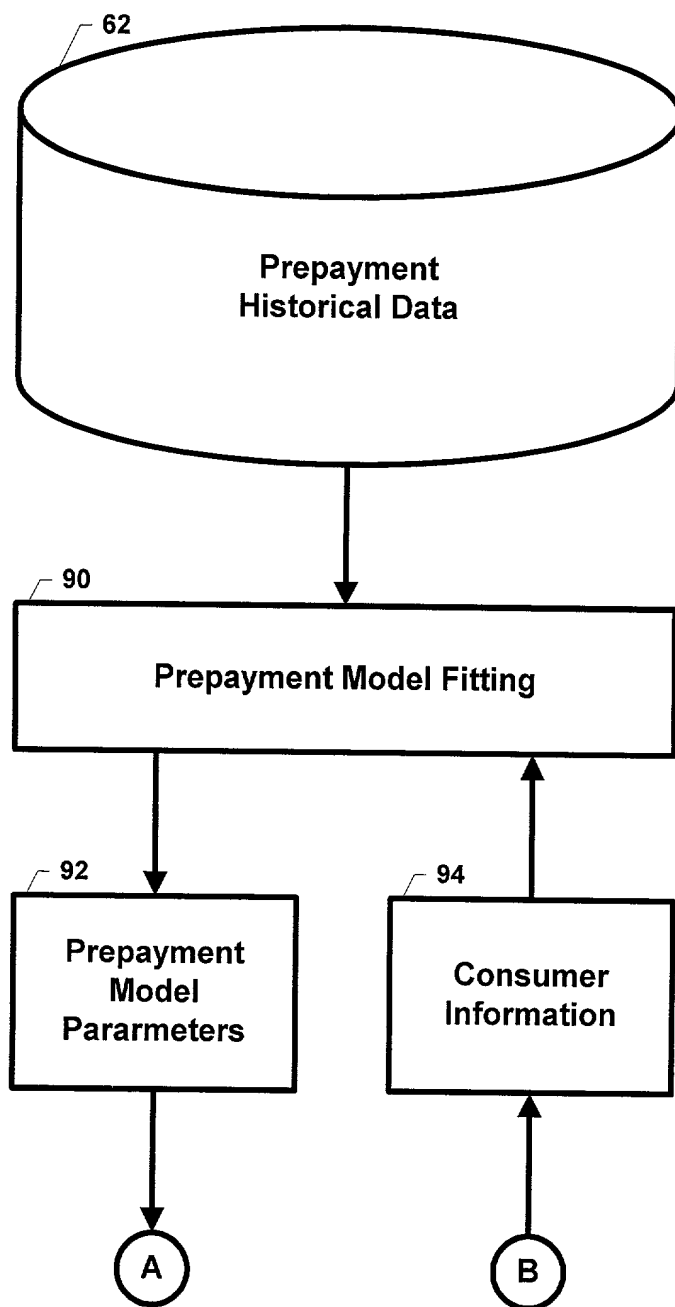 62
Prepayment
Historical Data
90
Prepayment Model Fitting
92
Prepayment
Model
Pararmeters
94
Consumer
Information
A
B